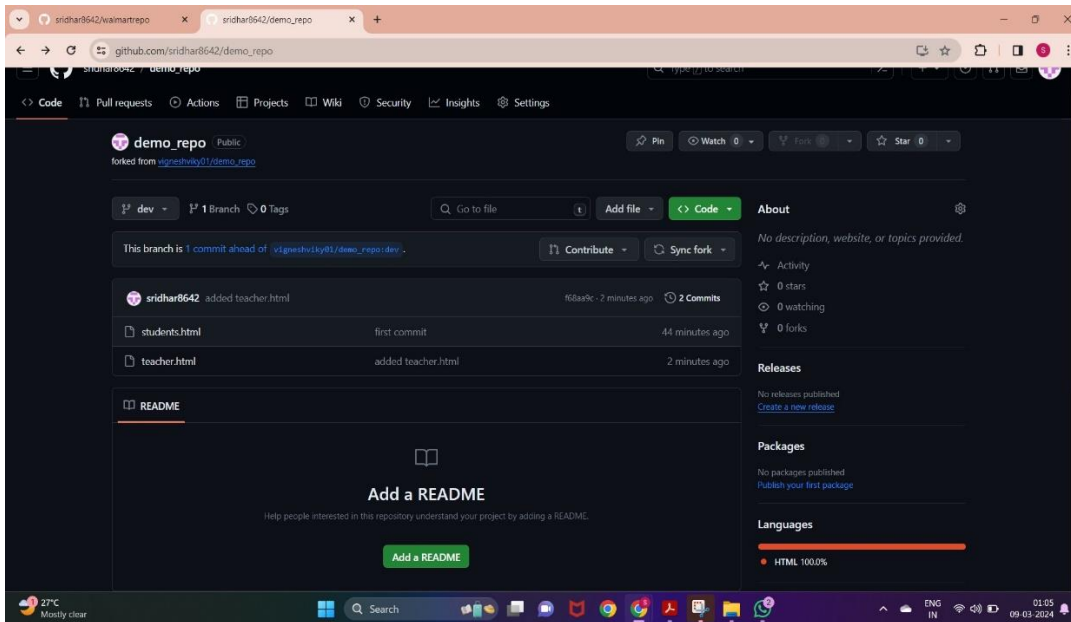 sridhar8642/walmartrepo
sridhar8642/demo_repo
github.com/sridhar8642/demo_repo
sridhar8642 / demo_repo
Type / to search
Code Pull requests Actions Projects Wiki Security Insights Settings
demo_repo Public
Pin Watch 0 Fork 0 Star 0
forked from vigneshviky01/demo_repo
dev 1 Branch 0 Tags
Go to file t Add file Code
About
No description, website, or topics provided.
This branch is 1 commit ahead of vigneshviky01/demo_repo:dev .
Contribute Sync fork
Activity
0 stars
0 watching
0 forks
sridhar8642 added teacher.html f68aa9c · 2 minutes ago 2 Commits
students.html first commit 44 minutes ago
teacher.html added teacher.html 2 minutes ago
Releases
No releases published
Create a new release
README
Packages
No packages published
Publish your first package
Add a README
Help people interested in this repository understand your project by adding a README.
Add a README
Languages
HTML 100.0%
27°C
Mostly clear
Search
ENG
IN
01:05
09-03-2024